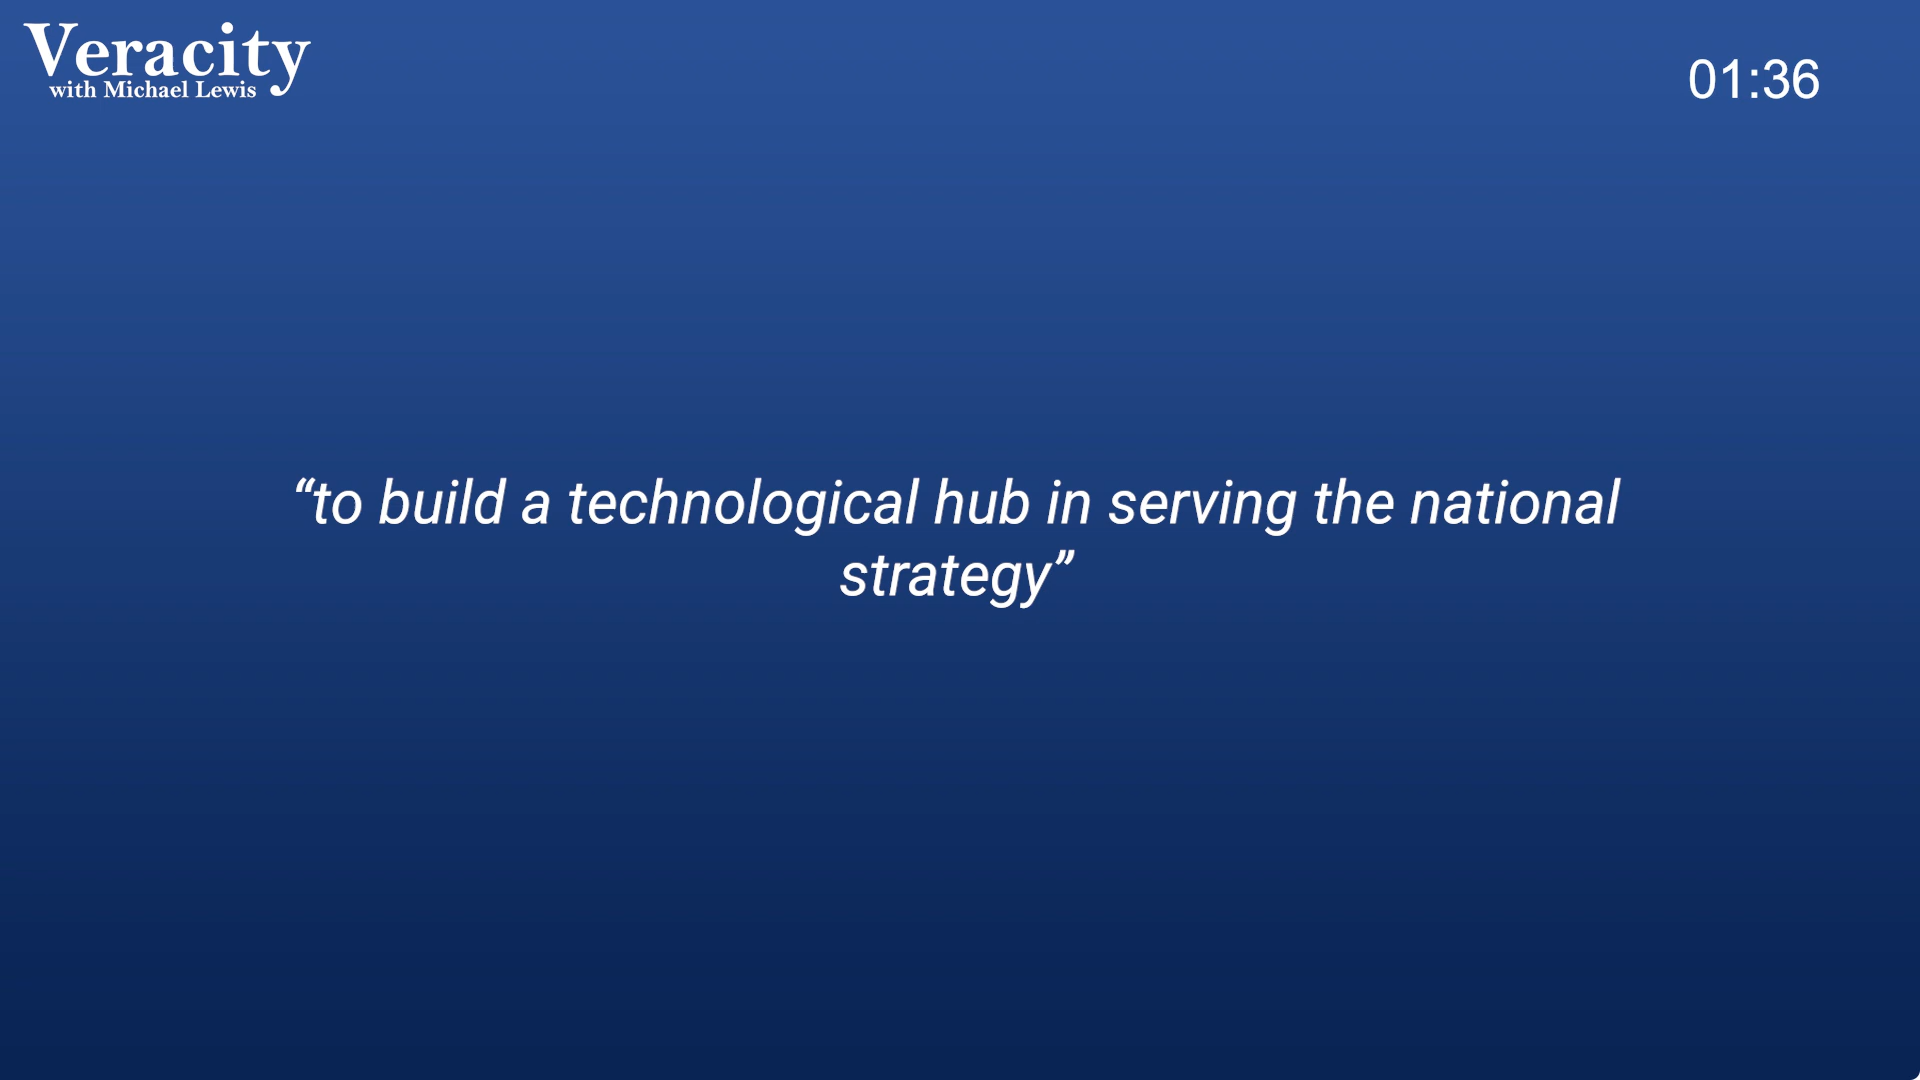 Veracity
with Michael Lewis
01:36
“to build a technological hub in serving the national
strategy”